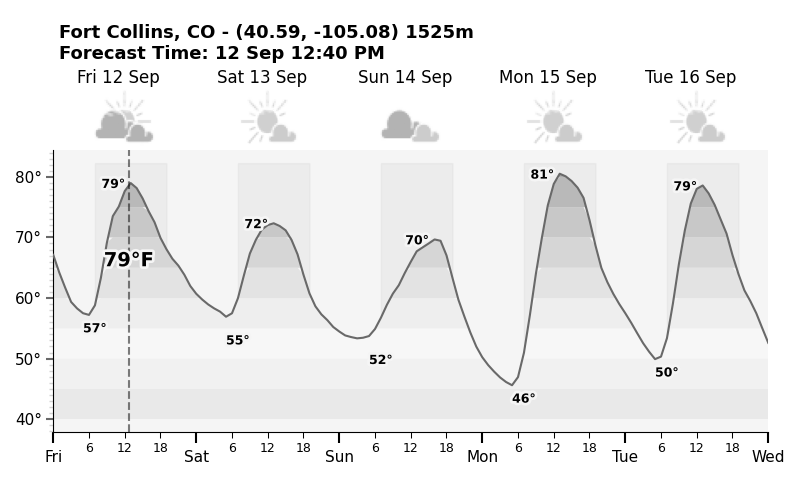 Fort Collins, CO - (40.59, -105.08) 1525m
Forecast Time: 12 Sep 12:40 PM
Fri 12 Sep Sat 13 Sep Sun 14 Sep Mon 15 Sep Tue 16 Sep
80°
70°
60°
50°
40°
79° 72° 70° 81° 79°
79°F
57° 55° 52° 46° 50°
6 12 18 6 12 18 6 12 18 6 12 18 6 12 18
Fri Sat Sun Mon Tue Wed